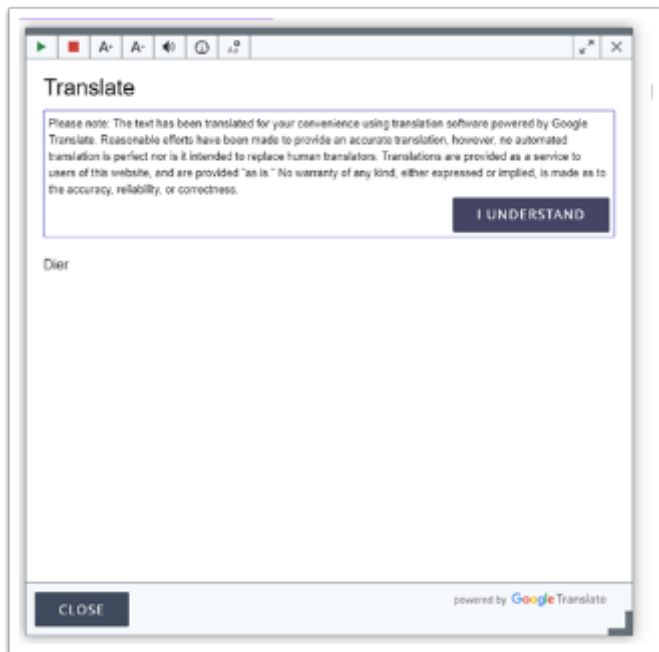 A+ A-
Translate
Please note: The text has been translated for your convenience using translation software powered by Google
Translate. Reasonable efforts have been made to provide an accurate translation, however, no automated
translation is perfect nor is it intended to replace human translators. Translations are provided as a service to
users of this website, and are provided "as is." No warranty of any kind, either expressed or implied, is made as to
the accuracy, reliability, or correctness.
I UNDERSTAND
Dier
CLOSE
powered by Google Translate